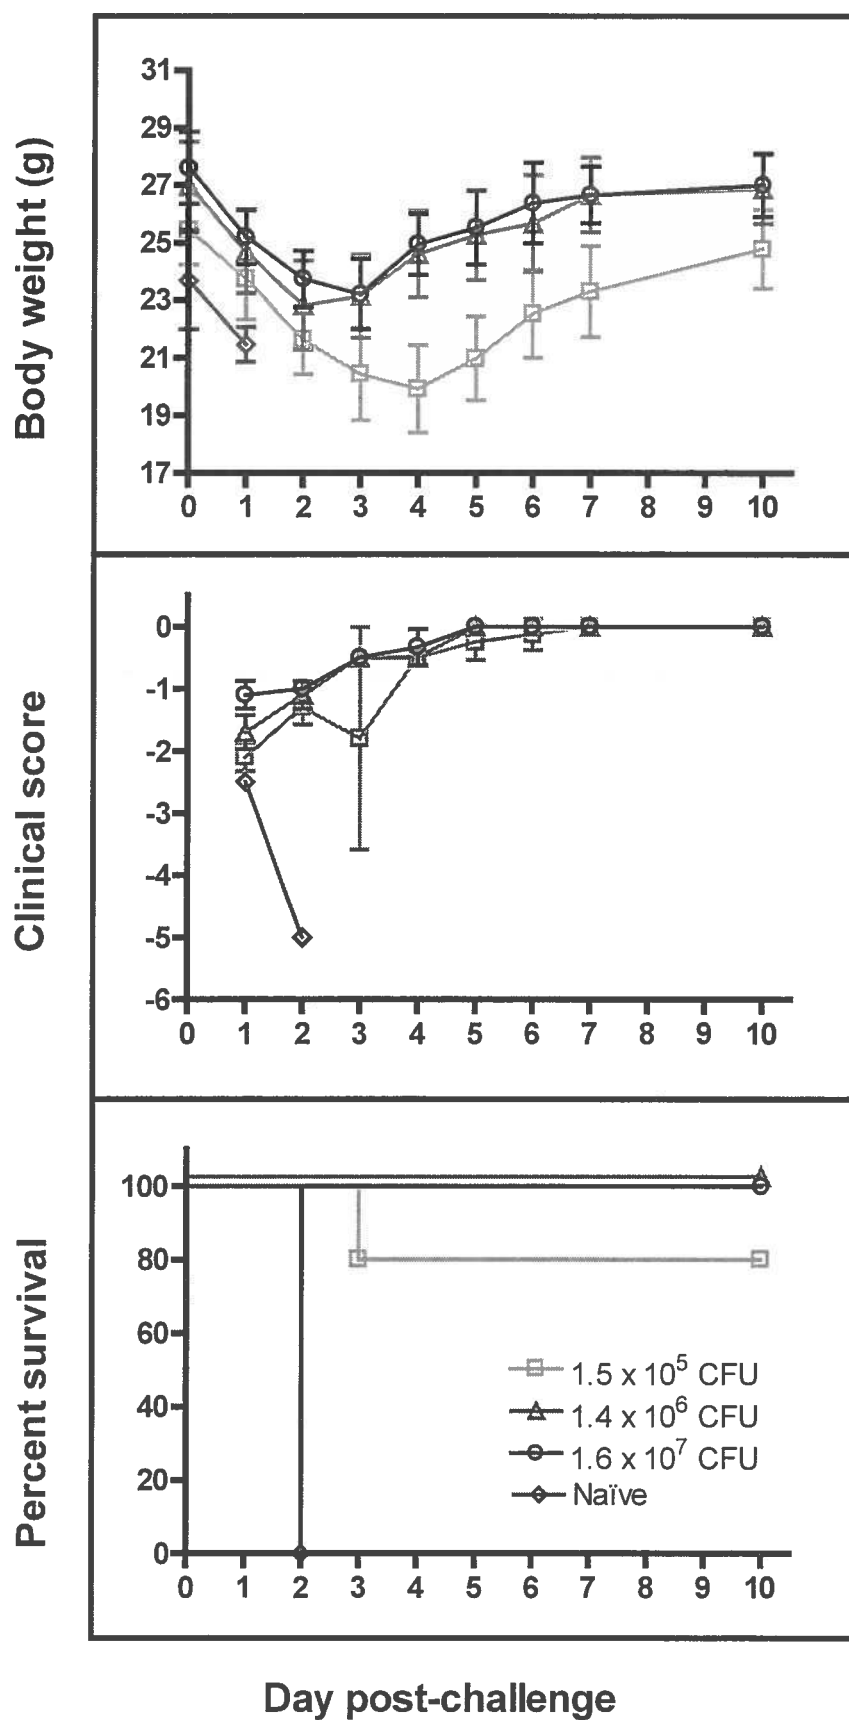 Body weight (g)
31
29
27
25
23
21
19
17
0 1 2 3 4 5 6 7 8 9 10
Clinical score
0
-1
-2
-3
-4
-5
-6
0 1 2 3 4 5 6 7 8 9 10
Percent survival
100
80
60
40
20
0
1.5 x 10⁵ CFU
1.4 x 10⁶ CFU
1.6 x 10⁷ CFU
Naïve
0 1 2 3 4 5 6 7 8 9 10
Day post-challenge